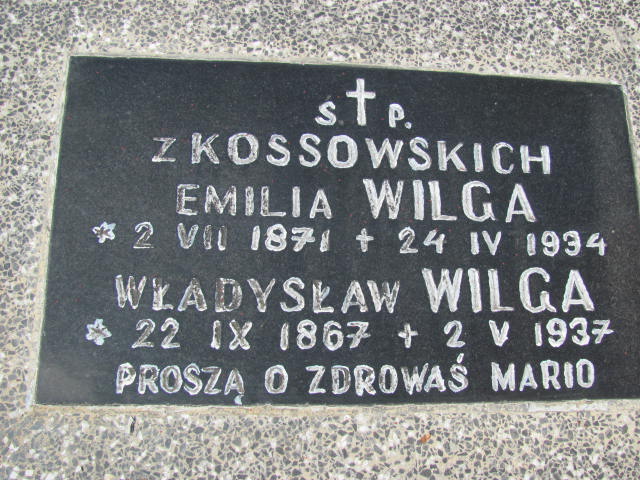 Ś † P.
Z KOSSOWSKICH
EMILIA WILGA
* 2 VII 1871 + 24 IV 1934
WŁADYSŁAW WILGA
* 22 IX 1867 + 2 V 1937
PROSZĄ O ZDROWAŚ MARIO